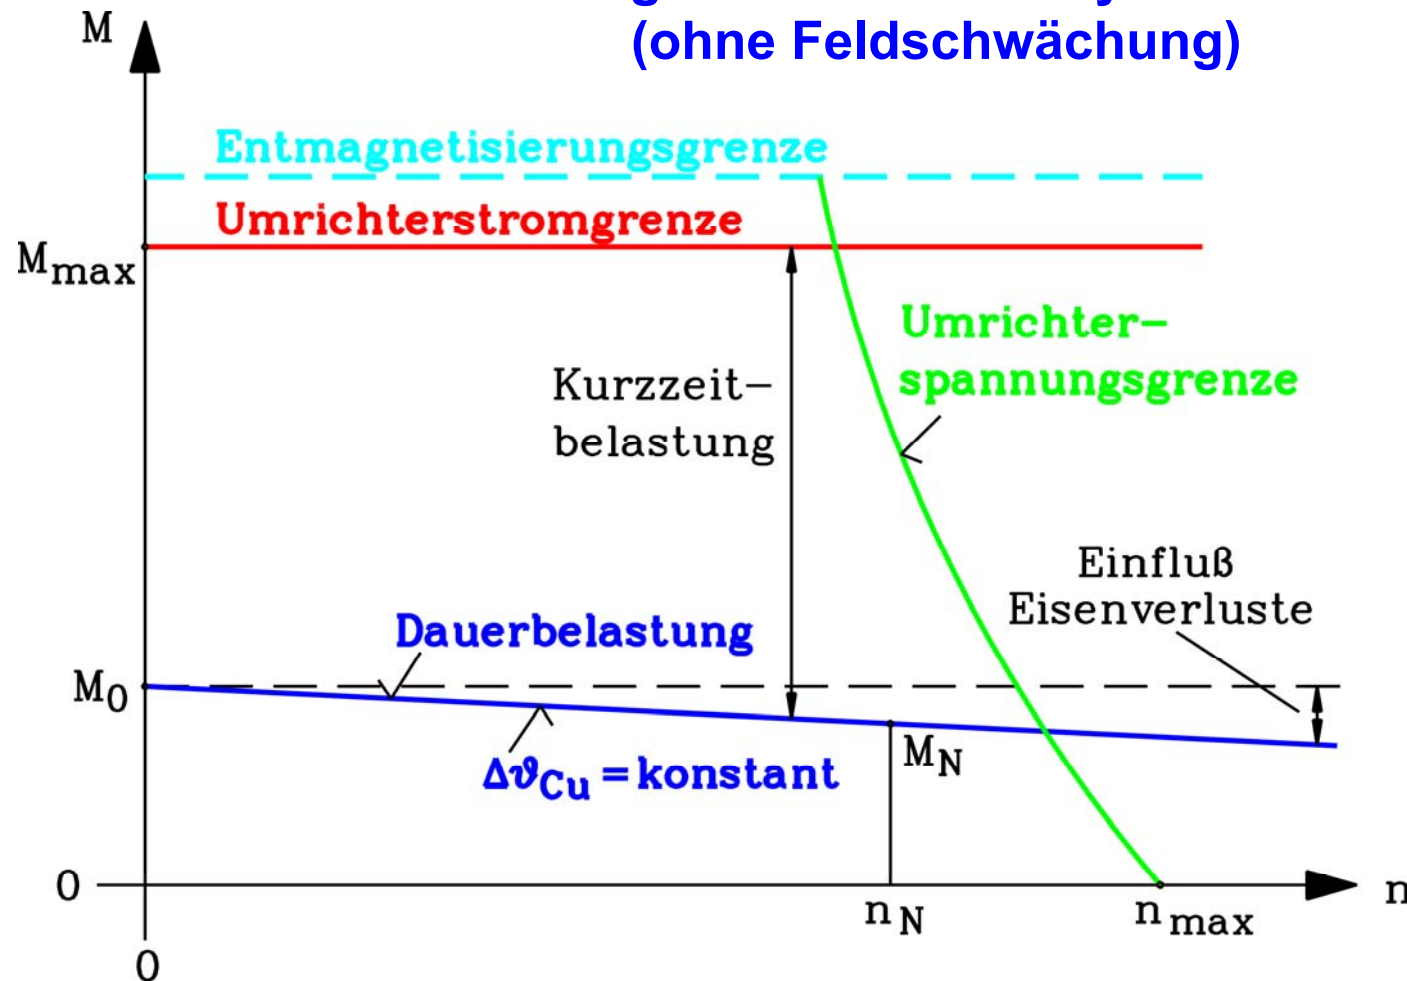 (ohne Feldschwächung)
M
Entmagnetisierungsgrenze
Umrichterstromgrenze
Mmax
Umrichter-
spannungsgrenze
Kurzzeit-
belastung
Einfluß
Eisenverluste
Dauerbelastung
M0
MN
ΔϑCu = konstant
0
n
nN
nmax
0